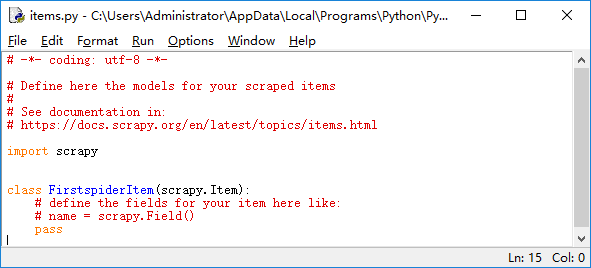 items.py - C:\Users\Administrator\AppData\Local\Programs\Python\Py...
File Edit Format Run Options Window Help
# -*- coding: utf-8 -*-
# Define here the models for your scraped items
#
# See documentation in:
# https://docs.scrapy.org/en/latest/topics/items.html
import scrapy
class FirstspiderItem(scrapy.Item):
    # define the fields for your item here like:
    # name = scrapy.Field()
    pass
Ln: 15 Col: 0